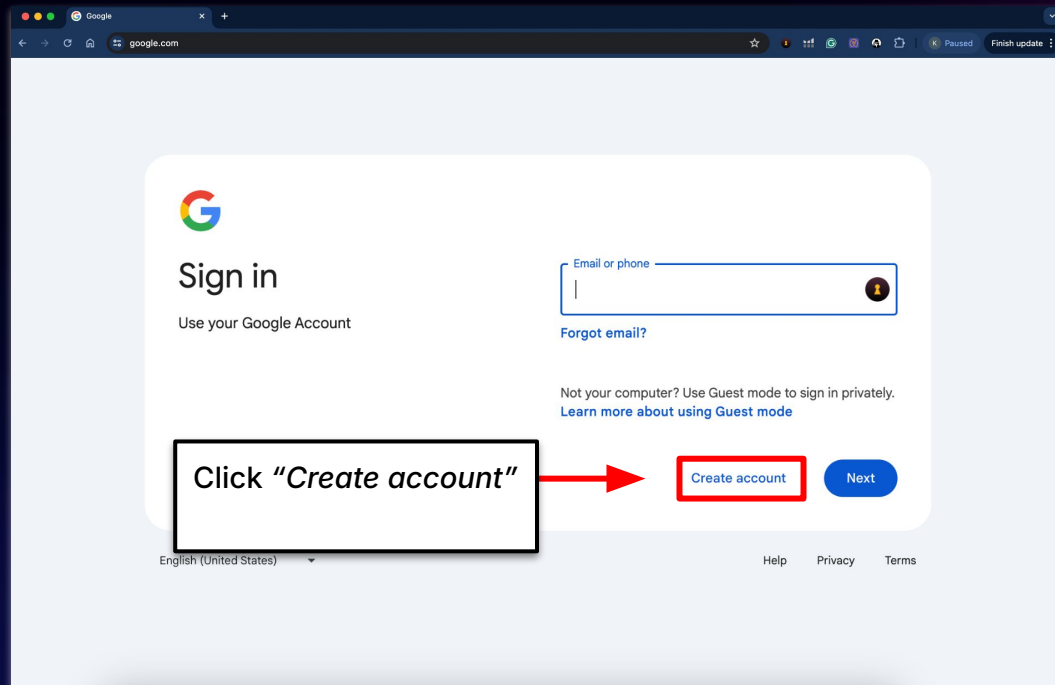 Google
google.com
K Paused
Finish update
Sign in
Use your Google Account
Email or phone
Forgot email?
Not your computer? Use Guest mode to sign in privately.
Learn more about using Guest mode
Click “Create account”
Create account
Next
English (United States)
Help Privacy Terms